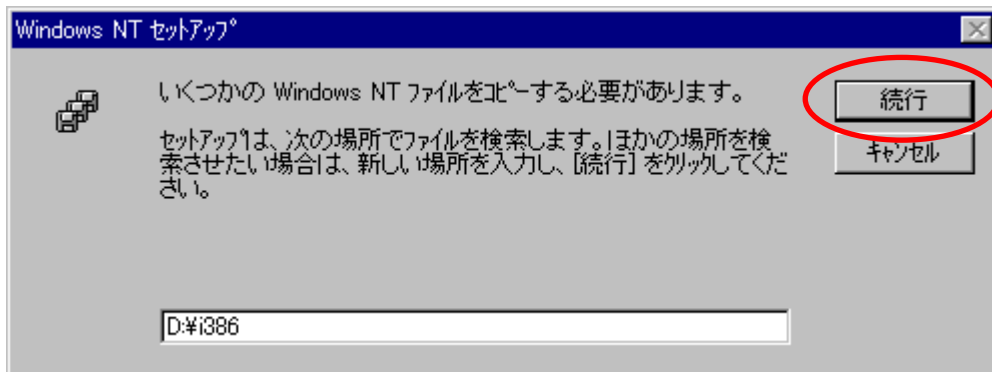 Windows NT ｾｯﾄｱｯﾌﾟ
いくつかの Windows NT ﾌｧｲﾙをｺﾋﾟｰする必要があります。
続行
ｾｯﾄｱｯﾌﾟは、次の場所でﾌｧｲﾙを検索します。ほかの場所を検
索させたい場合は、新しい場所を入力し、[続行] をｸﾘｯｸしてくだ
さい。
ｷｬﾝｾﾙ
D:¥i386